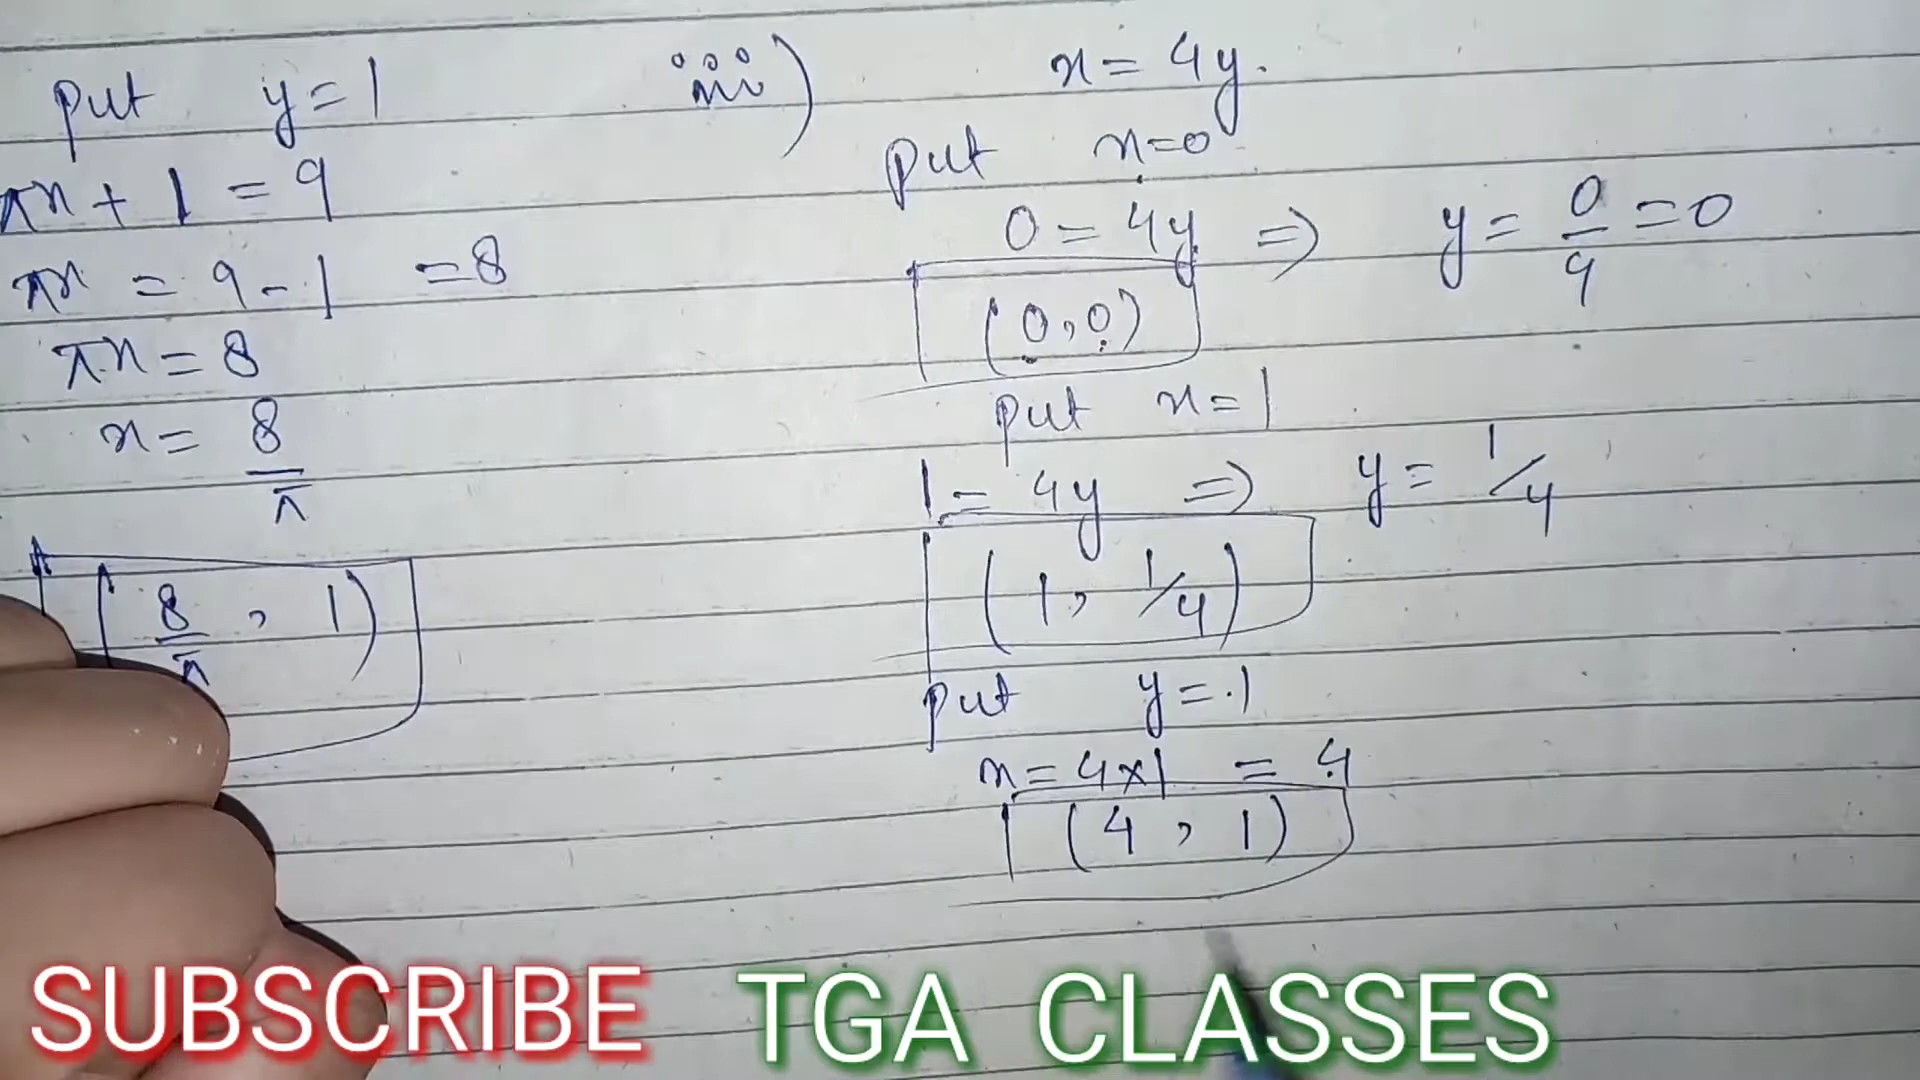 put y=1
πx + 1 = 9
πx = 9-1 =8
πx = 8
x = 8/π
(8/π, 1)
iii) x = 4y.
put x=0
0 = 4y ⇒ y = 0/4 = 0
(0,0)
put x=1
1 = 4y ⇒ y = 1/4
(1, 1/4)
put y=1
x = 4×1 = 4
(4, 1)
SUBSCRIBE TGA CLASSES